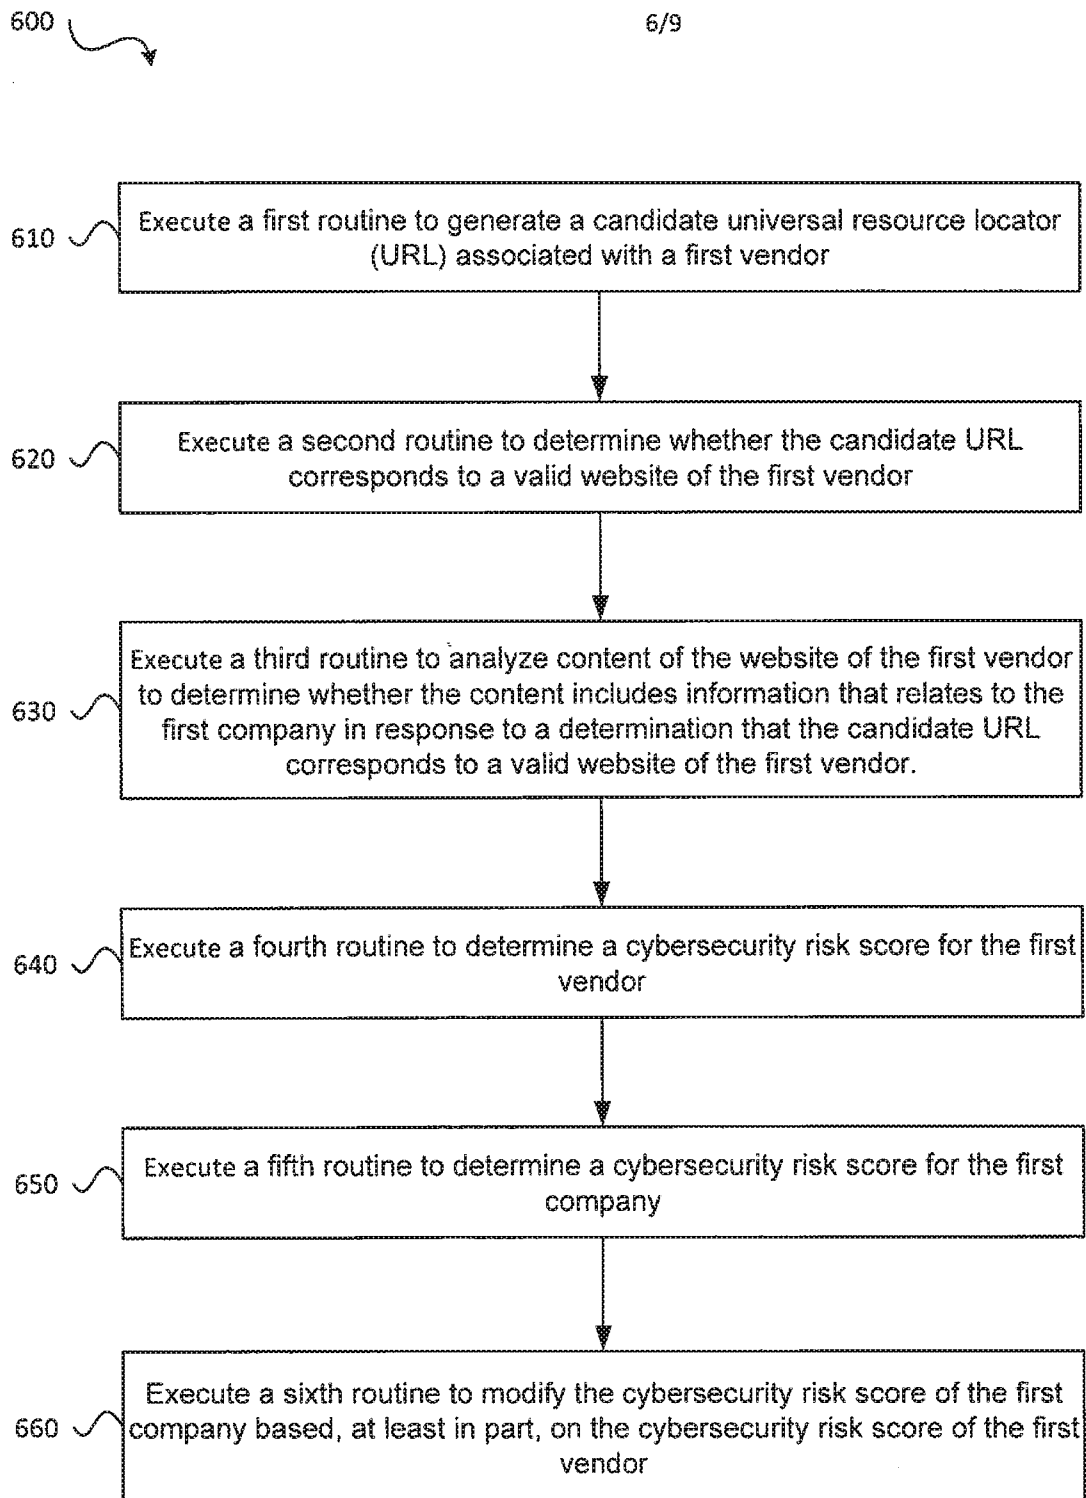 600
6/9
610
Execute a first routine to generate a candidate universal resource locator
(URL) associated with a first vendor
620
Execute a second routine to determine whether the candidate URL
corresponds to a valid website of the first vendor
630
Execute a third routine to analyze content of the website of the first vendor
to determine whether the content includes information that relates to the
first company in response to a determination that the candidate URL
corresponds to a valid website of the first vendor.
640
Execute a fourth routine to determine a cybersecurity risk score for the first
vendor
650
Execute a fifth routine to determine a cybersecurity risk score for the first
company
660
Execute a sixth routine to modify the cybersecurity risk score of the first
company based, at least in part, on the cybersecurity risk score of the first
vendor